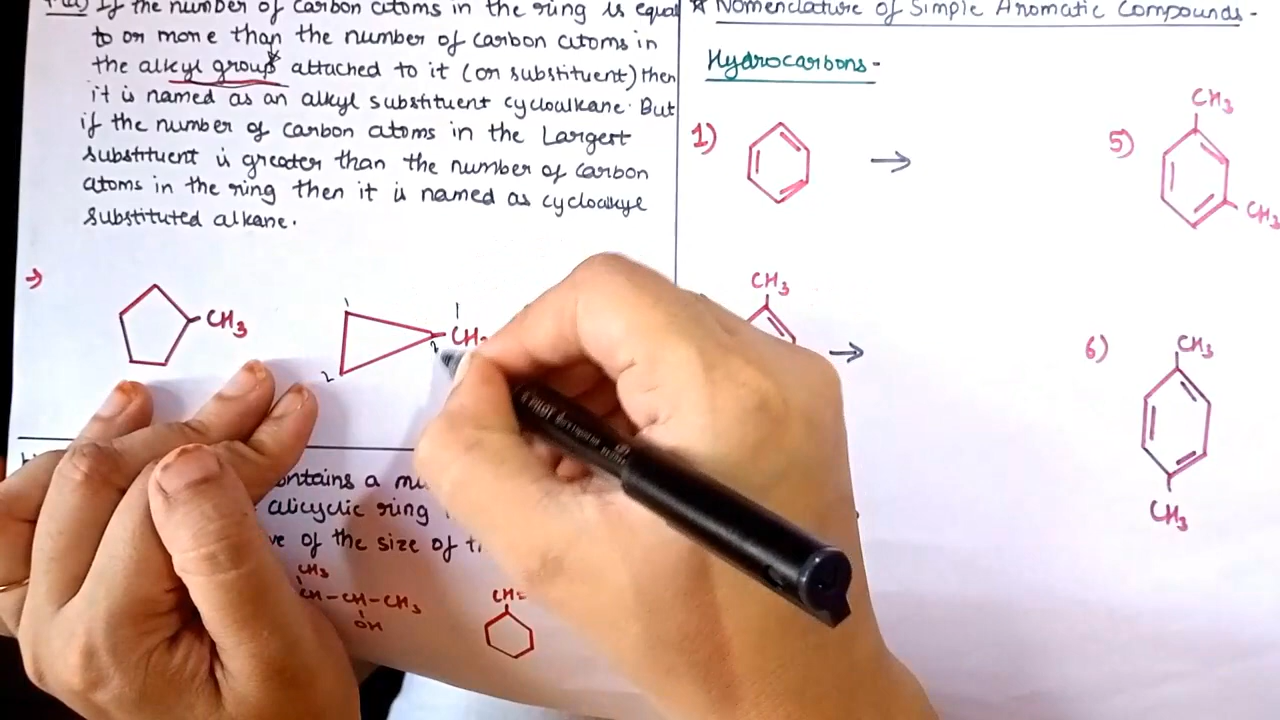 If the number of carbon atoms in the ring is equal
to or more than the number of carbon atoms in
the alkyl group attached to it (or substituent) then
it is named as an alkyl substituent cycloalkane. But
if the number of carbon atoms in the Largest
substituent is greater than the number of carbon
atoms in the ring then it is named as cycloalkyl
substituted alkane.
CH3
1
2
1
CH
ontains a
alicyclic ring
ve of the size of
CH3
CH-CH-CH3
OH
CH
* Nomenclature of Simple Aromatic Compounds-
Hydrocarbons-
1)
CH3
5)
CH3
CH3
6)
CH3
CH3
PILOT